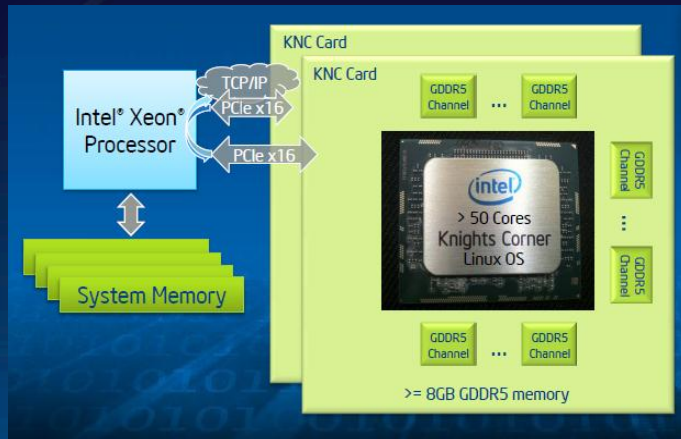 KNC Card
KNC Card
TCP/IP
PCIe x16
PCIe x16
Intel® Xeon®
Processor
System Memory
GDDR5
Channel
...
GDDR5
Channel
GDDR5
Channel
...
GDDR5
Channel
intel
> 50 Cores
Knights Corner
Linux OS
GDDR5
Channel
...
GDDR5
Channel
>= 8GB GDDR5 memory